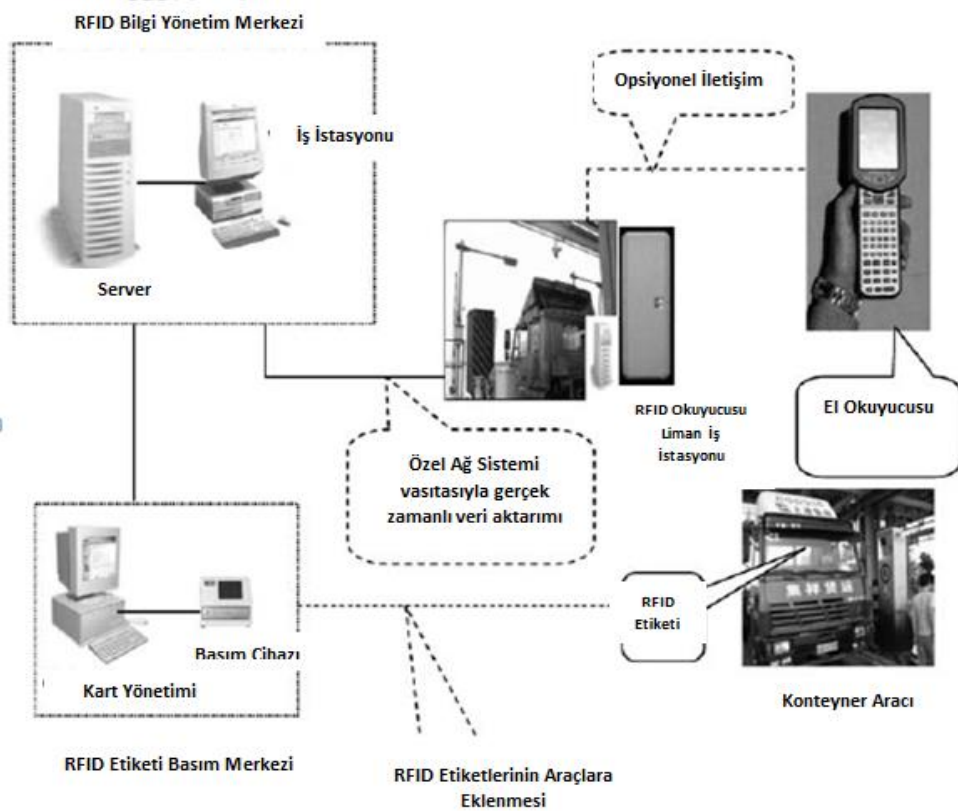 RFID Bilgi Yönetim Merkezi
İş İstasyonu
Server
Opsiyonel İletişim
El Okuyucusu
RFID Okuyucusu
Liman İş
İstasyonu
Özel Ağ Sistemi
vasıtasıyla gerçek
zamanlı veri aktarımı
RFID
Etiketi
Basım Cihazı
Kart Yönetimi
Konteyner Aracı
RFID Etiketi Basım Merkezi
RFID Etiketlerinin Araçlara
Eklenmesi